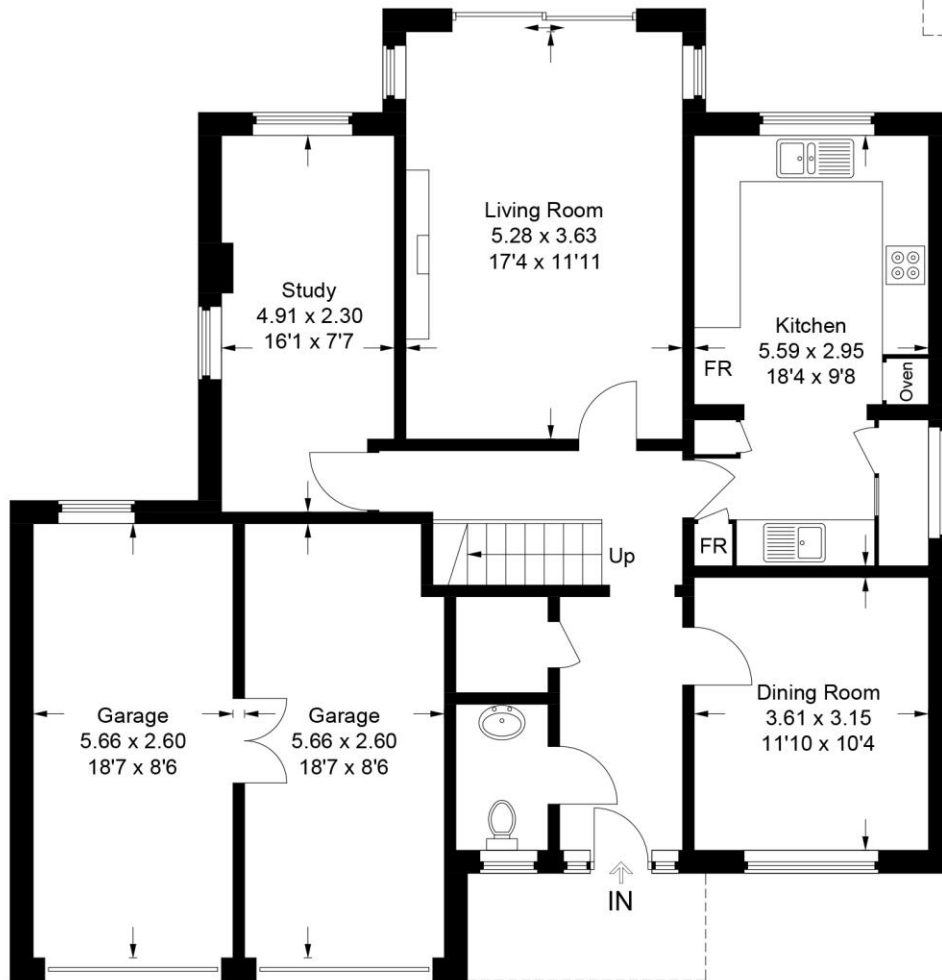 Living Room
5.28 x 3.63
17'4 x 11'11
Study
4.91 x 2.30
16'1 x 7'7
Kitchen
5.59 x 2.95
18'4 x 9'8
FR
Oven
FR
Up
Garage
5.66 x 2.60
18'7 x 8'6
Garage
5.66 x 2.60
18'7 x 8'6
Dining Room
3.61 x 3.15
11'10 x 10'4
IN